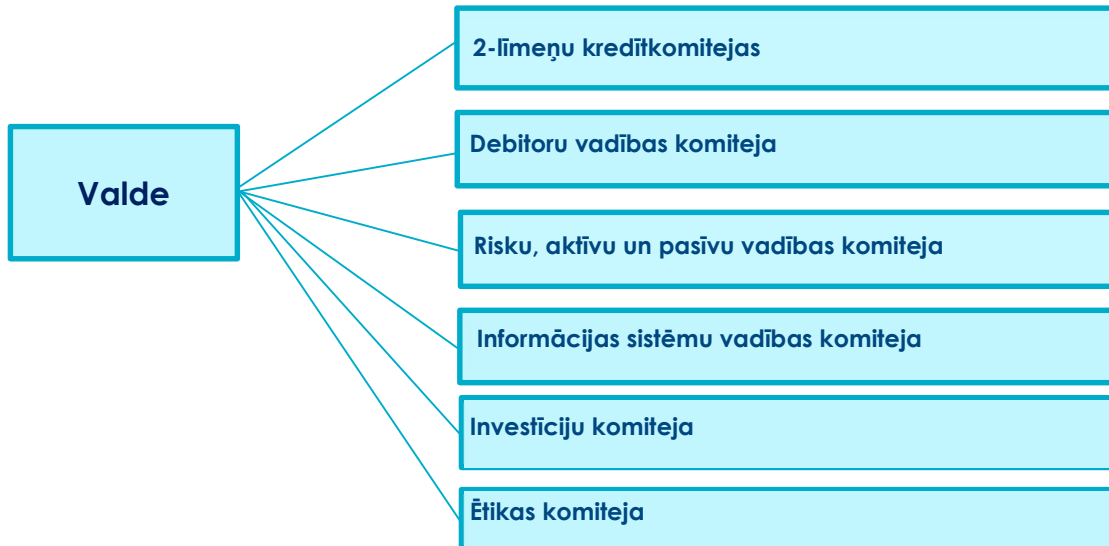 Valde
2-līmeņu kredītkomitejas
Debitoru vadības komiteja
Risku, aktīvu un pasīvu vadības komiteja
Informācijas sistēmu vadības komiteja
Investīciju komiteja
Ētikas komiteja